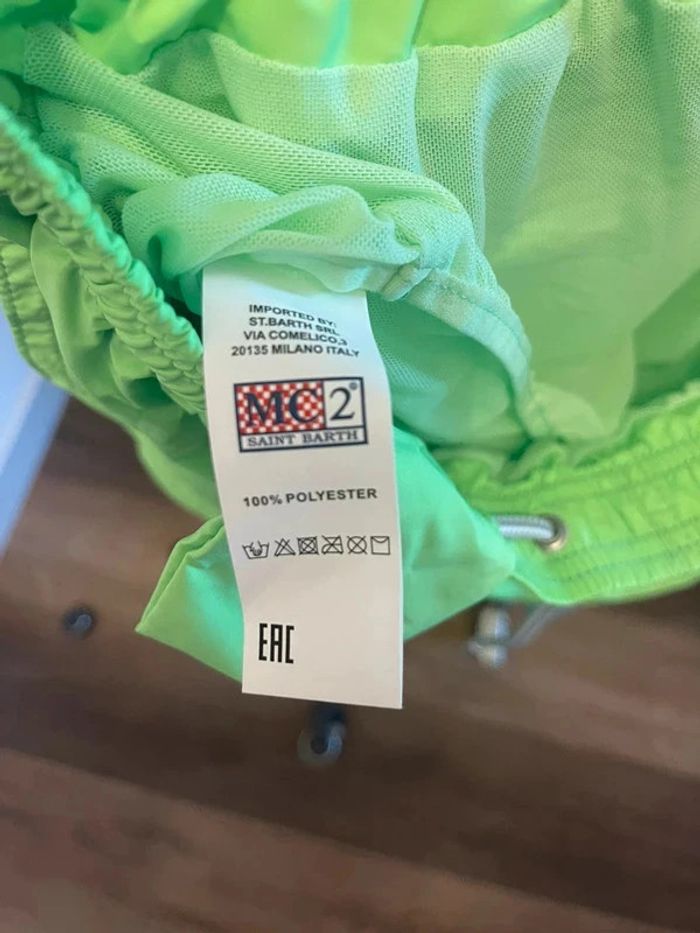 IMPORTED BY:
ST.BARTH SRL
VIA COMELICO,3
20135 MILANO ITALY
MC2®
SAINT BARTH
100% POLYESTER
EAC